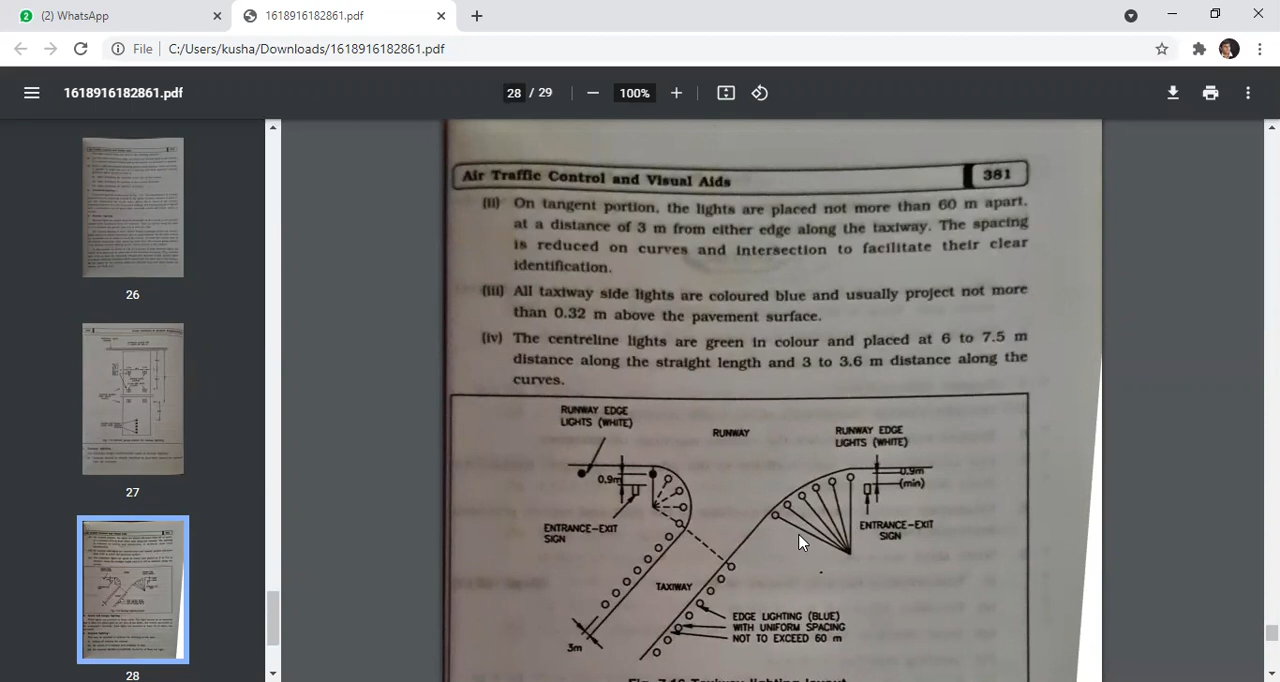 (2) WhatsApp
1618916182861.pdf
File
C:/Users/kusha/Downloads/1618916182861.pdf
1618916182861.pdf
28 / 29
100%
26
27
28
Air Traffic Control and Visual Aids
381
(ii) On tangent portion, the lights are placed not more than 60 m apart,
at a distance of 3 m from either edge along the taxiway. The spacing
is reduced on curves and intersection to facilitate their clear
identification.
(iii) All taxiway side lights are coloured blue and usually project not more
than 0.32 m above the pavement surface.
(iv) The centreline lights are green in colour and placed at 6 to 7.5 m
distance along the straight length and 3 to 3.6 m distance along the
curves.
RUNWAY EDGE
LIGHTS (WHITE)
RUNWAY
RUNWAY EDGE
LIGHTS (WHITE)
0.9m
0.9m
(min)
ENTRANCE-EXIT
SIGN
ENTRANCE-EXIT
SIGN
TAXIWAY
EDGE LIGHTING (BLUE)
WITH UNIFORM SPACING
NOT TO EXCEED 60 m
3m
Fig. 7.16 Taxiway lighting layout